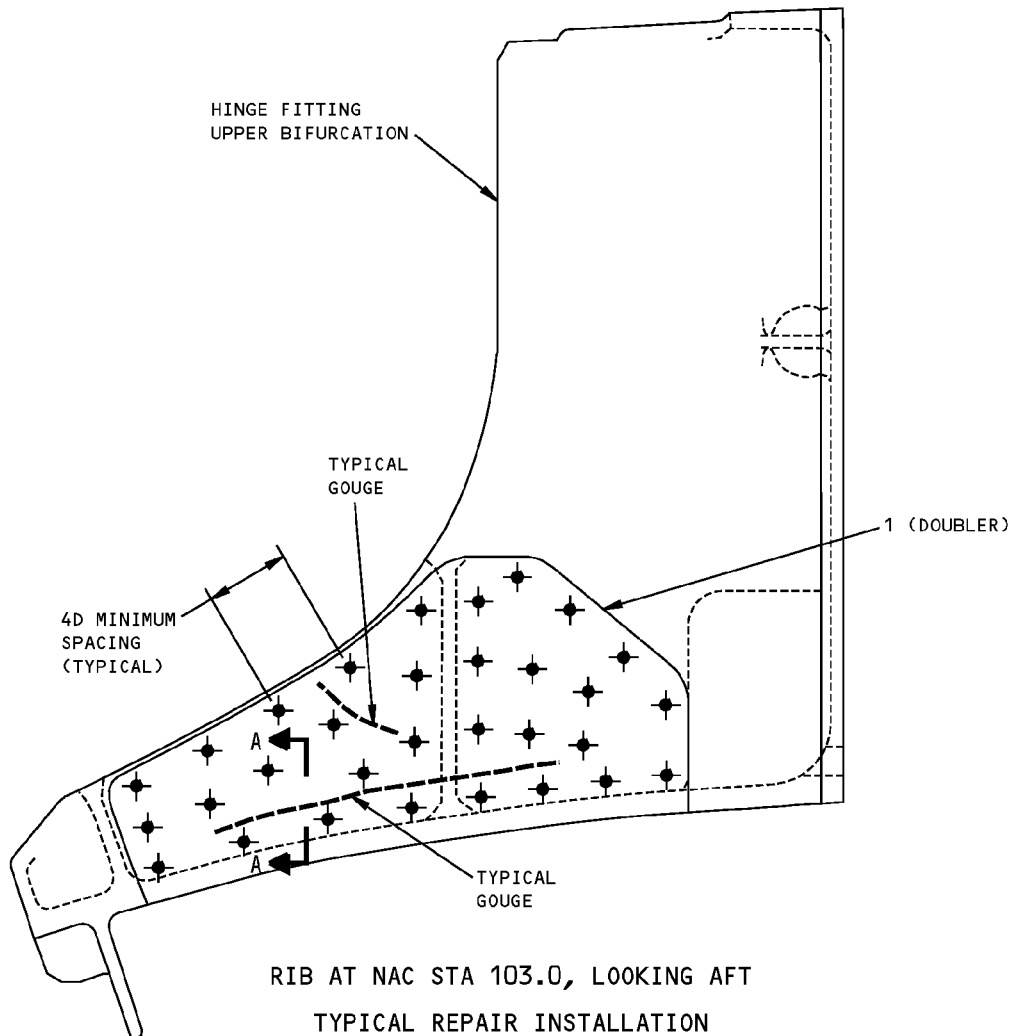 HINGE FITTING
UPPER BIFURCATION
TYPICAL
GOUGE
1 (DOUBLER)
4D MINIMUM
SPACING
(TYPICAL)
A
A
TYPICAL
GOUGE
RIB AT NAC STA 103.0, LOOKING AFT
TYPICAL REPAIR INSTALLATION